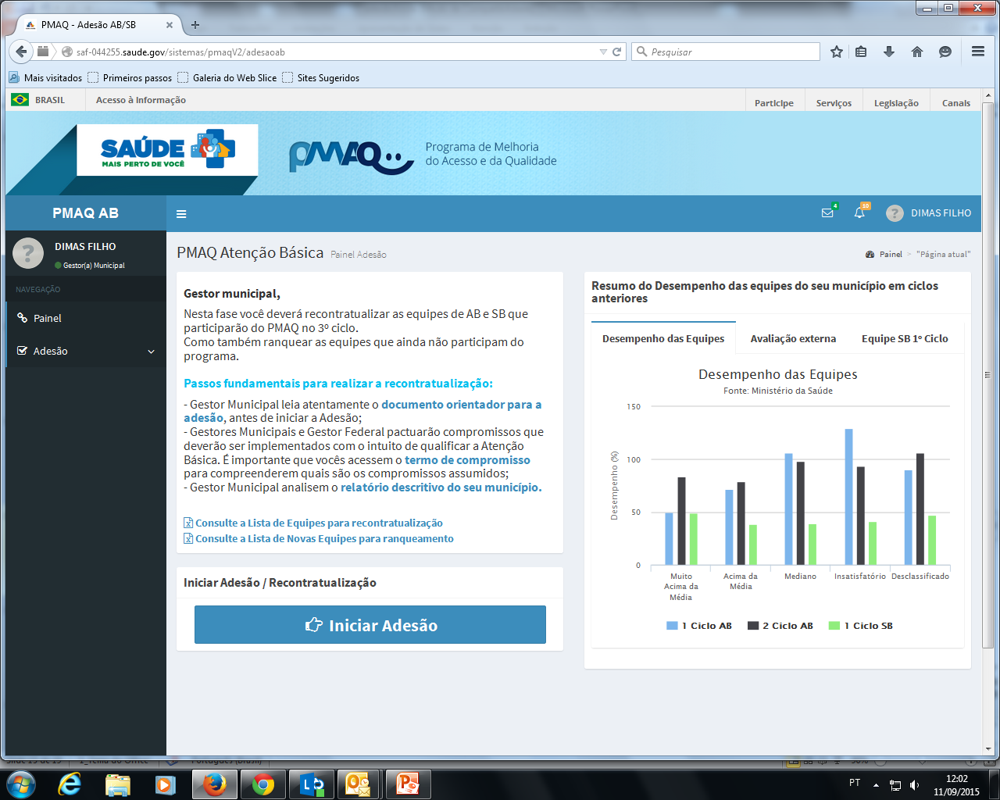 PMAQ - Adesão AB/SB
saf-044255.saude.gov/sistemas/pmaqV2/adesaoab
Pesquisar
Mais visitados
Primeiros passos
Galeria do Web Slice
Sites Sugeridos
BRASIL
Acesso à Informação
Participe
Serviços
Legislação
Canais
SAÚDE
MAIS PERTO DE VOCÊ
PMAQ
Programa de Melhoria
do Acesso e da Qualidade
PMAQ AB
4
10
DIMAS FILHO
DIMAS FILHO
Gestor(a) Municipal
NAVEGAÇÃO
Painel
Adesão
PMAQ Atenção Básica Painel Adesão
Painel > "Página atual"
Gestor municipal,
Nesta fase você deverá recontratualizar as equipes de AB e SB que
participarão do PMAQ no 3º ciclo.
Como também ranquear as equipes que ainda não participam do
programa.
Passos fundamentais para realizar a recontratualização:
- Gestor Municipal leia atentamente o documento orientador para a
adesão, antes de iniciar a Adesão;
- Gestores Municipais e Gestor Federal pactuarão compromissos que
deverão ser implementados com o intuito de qualificar a Atenção
Básica. É importante que vocês acessem o termo de compromisso
para compreenderem quais são os compromissos assumidos;
- Gestor Municipal analisem o relatório descritivo do seu município.
Consulte a Lista de Equipes para recontratualização
Consulte a Lista de Novas Equipes para ranqueamento
Iniciar Adesão / Recontratualização
Iniciar Adesão
Resumo do Desempenho das equipes do seu município em ciclos
anteriores
Desempenho das Equipes
Avaliação externa
Equipe SB 1º Ciclo
Desempenho das Equipes
Fonte: Ministério da Saúde
Desempenho (%)
150
100
50
0
Muito
Acima da
Média
Acima da
Média
Mediano
Insatisfatório
Desclassificado
1 Ciclo AB
2 Ciclo AB
1 Ciclo SB
PT
12:02
11/09/2015